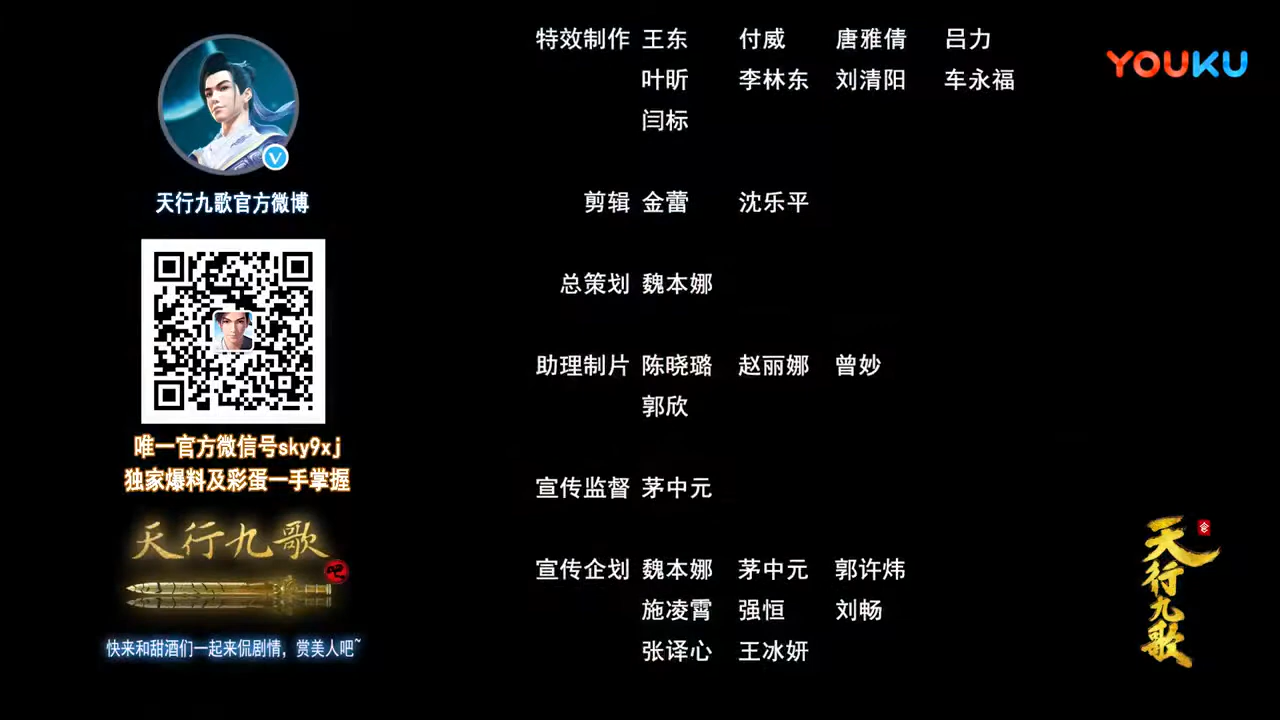 天行九歌官方微博
唯一官方微信号sky9xj
独家爆料及彩蛋一手掌握
天行九歌
吧
快来和甜酒们一起来侃剧情，赏美人吧~
特效制作 王东 付威 唐雅倩 吕力
叶昕 李林东 刘清阳 车永福
闫标
剪辑 金蕾 沈乐平
总策划 魏本娜
助理制片 陈晓璐 赵丽娜 曾妙
郭欣
宣传监督 茅中元
宣传企划 魏本娜 茅中元 郭许炜
施凌霄 强恒 刘畅
张译心 王冰妍
YOUKU
天行九歌